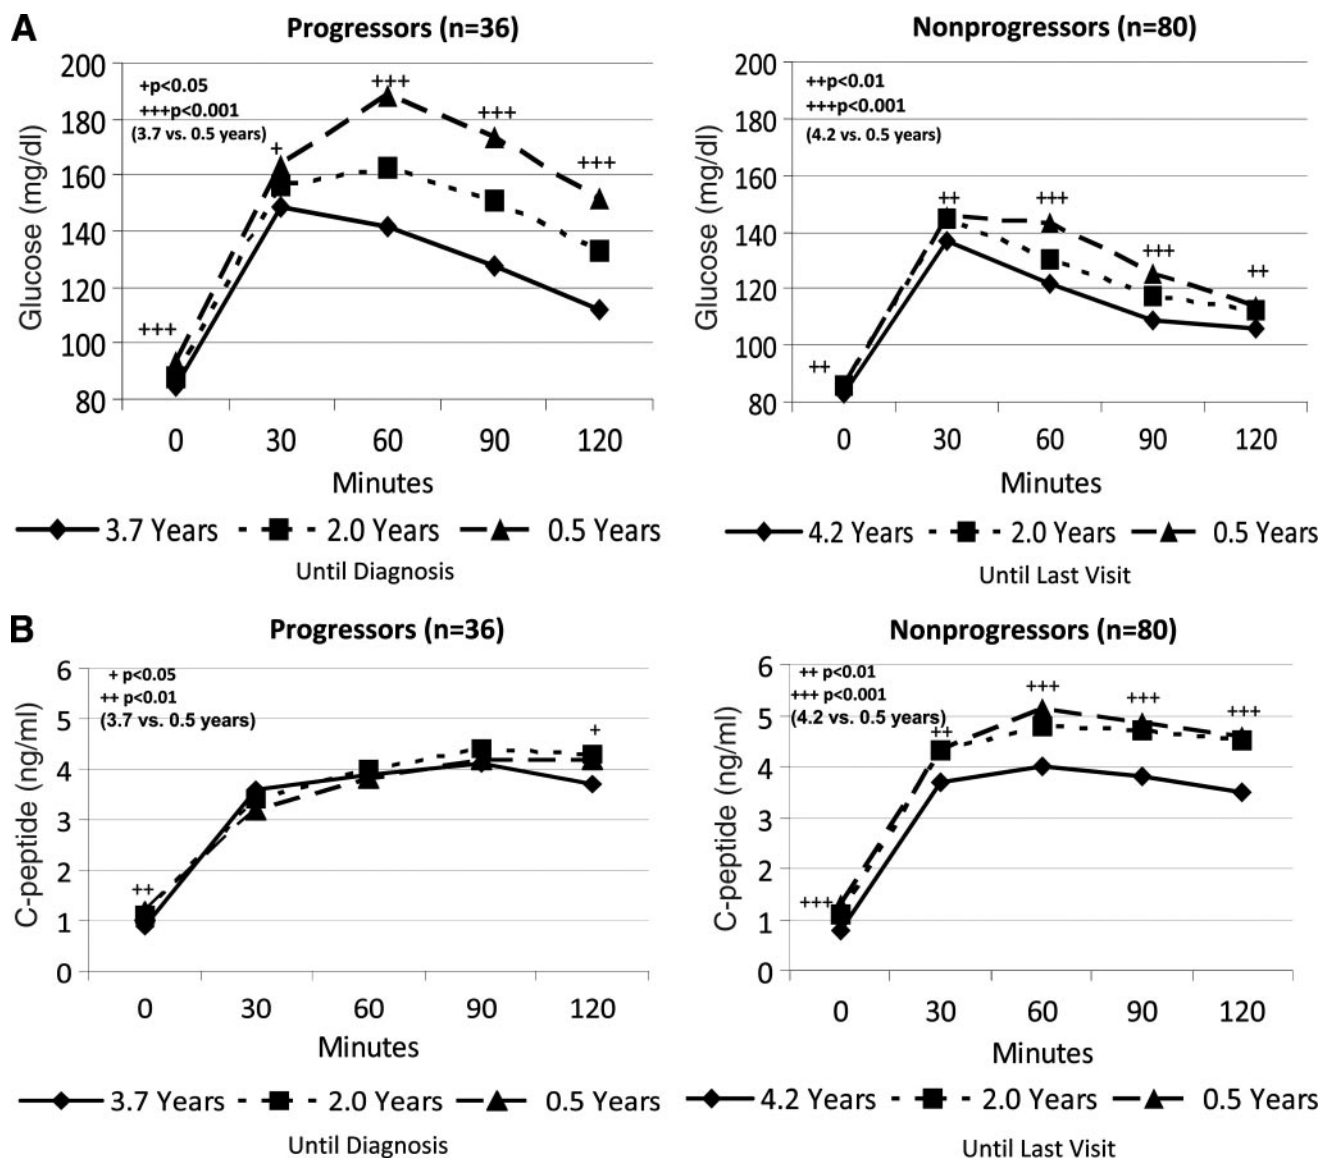 A
Progressors (n=36)
Glucose (mg/dl)
200
180
160
140
120
100
80
+p<0.05
+++p<0.001
(3.7 vs. 0.5 years)
+++
+
+++
+++
+++
0 30 60 90 120
Minutes
3.7 Years 2.0 Years 0.5 Years
Until Diagnosis
Nonprogressors (n=80)
Glucose (mg/dl)
200
180
160
140
120
100
80
++p<0.01
+++p<0.001
(4.2 vs. 0.5 years)
++
++
+++
+++
++
0 30 60 90 120
Minutes
4.2 Years 2.0 Years 0.5 Years
Until Last Visit
B
Progressors (n=36)
C-peptide (ng/ml)
6
5
4
3
2
1
0
+ p<0.05
++ p<0.01
(3.7 vs. 0.5 years)
++
+
0 30 60 90 120
Minutes
3.7 Years 2.0 Years 0.5 Years
Until Diagnosis
Nonprogressors (n=80)
C-peptide (ng/ml)
6
5
4
3
2
1
0
++ p<0.01
+++ p<0.001
(4.2 vs. 0.5 years)
+++
++
+++
+++
+++
0 30 60 90 120
Minutes
4.2 Years 2.0 Years 0.5 Years
Until Last Visit